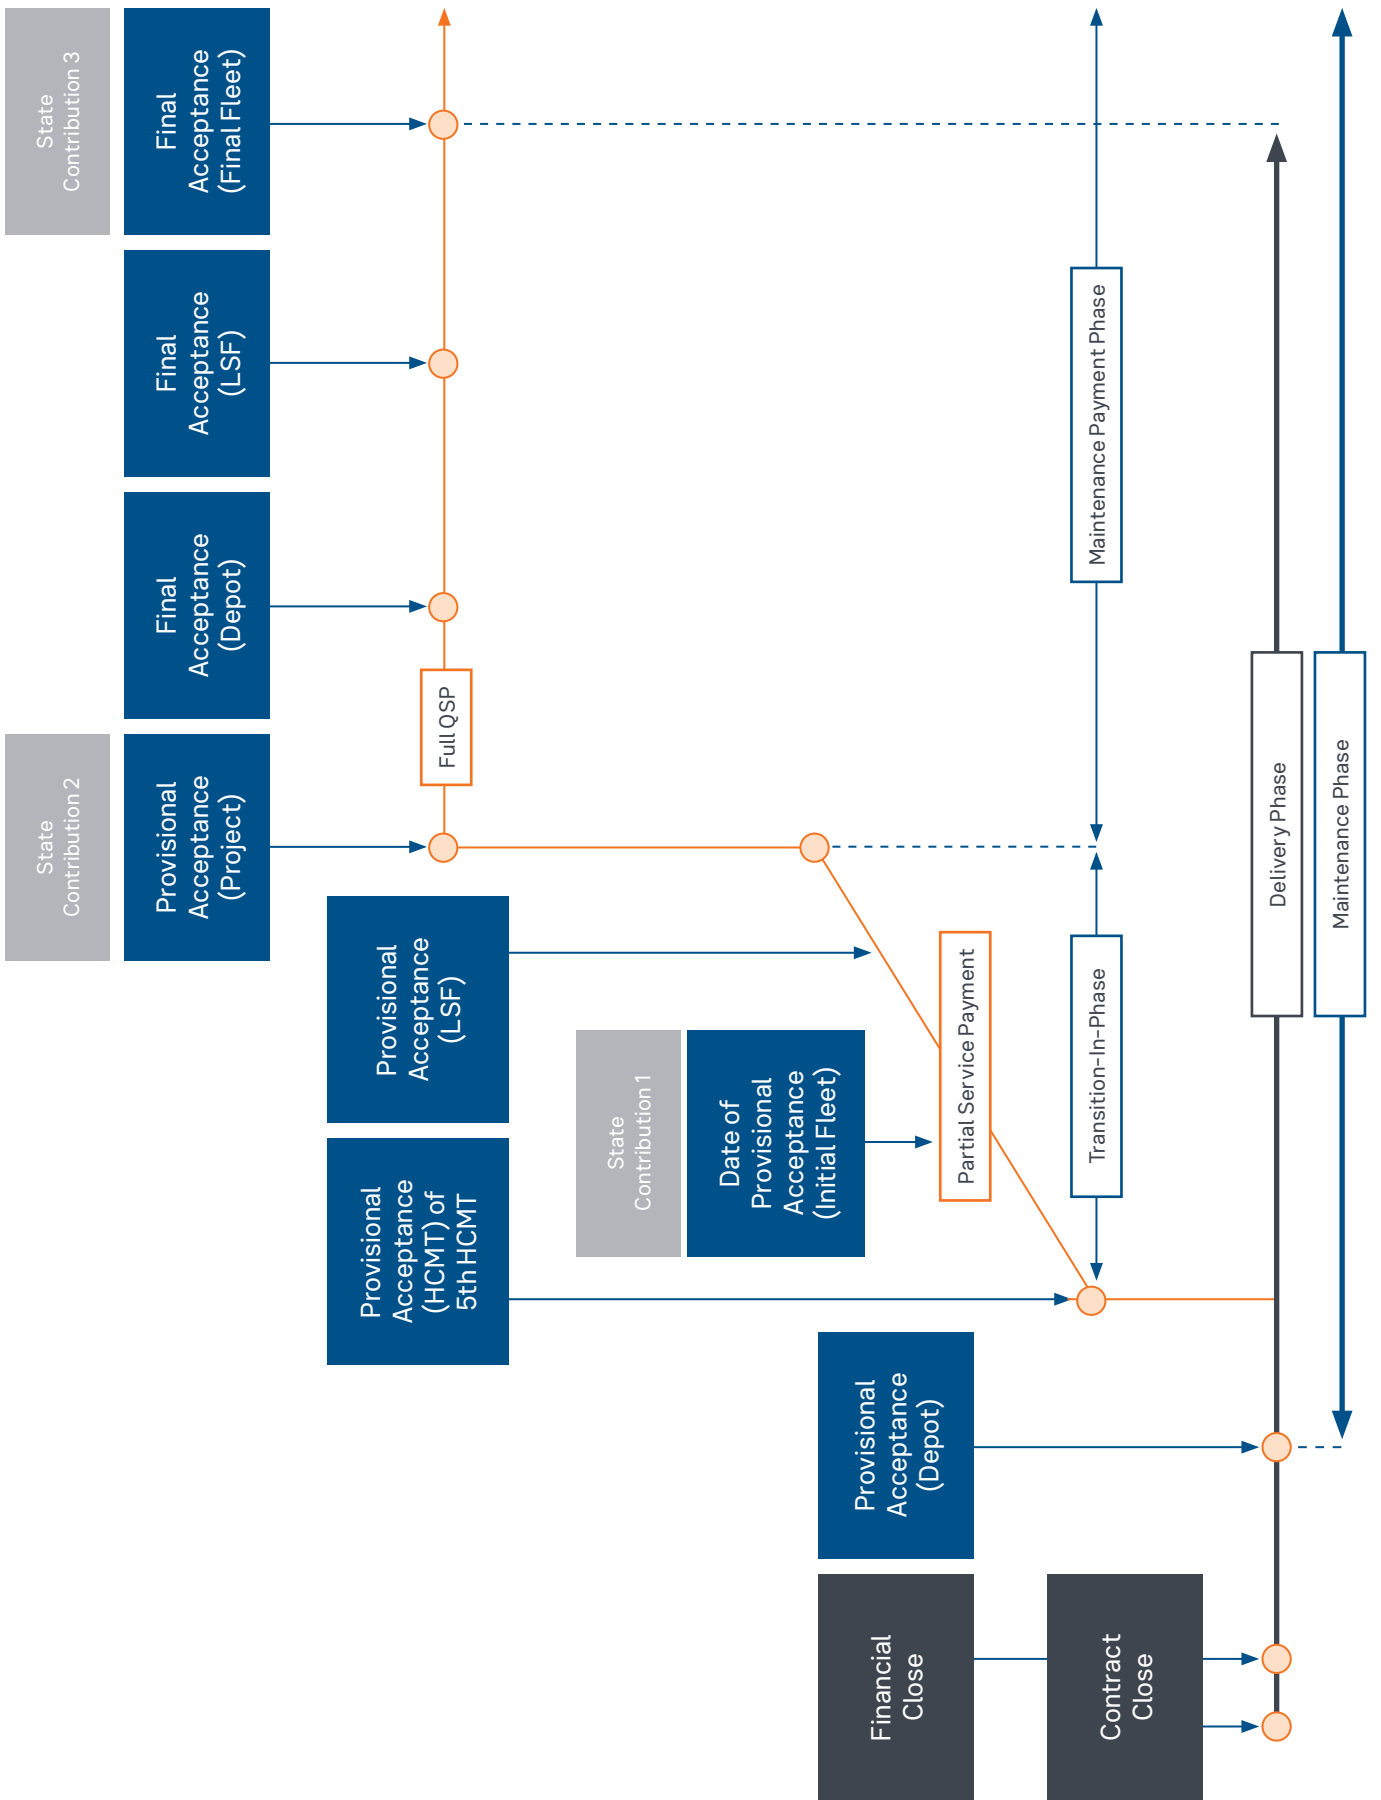 State
Contribution 2
State
Contribution 3
Provisional
Acceptance
(Project)
Final
Acceptance
(Depot)
Final
Acceptance
(LSF)
Final
Acceptance
(Final Fleet)
Provisional
Acceptance
(HCMT) of
5th HCMT
Provisional
Acceptance
(LSF)
Full QSP
State
Contribution 1
Date of
Provisional
Acceptance
(Initial Fleet)
Financial
Close
Provisional
Acceptance
(Depot)
Partial Service Payment
Contract
Close
Transition-In-Phase
Maintenance Payment Phase
Delivery Phase
Maintenance Phase